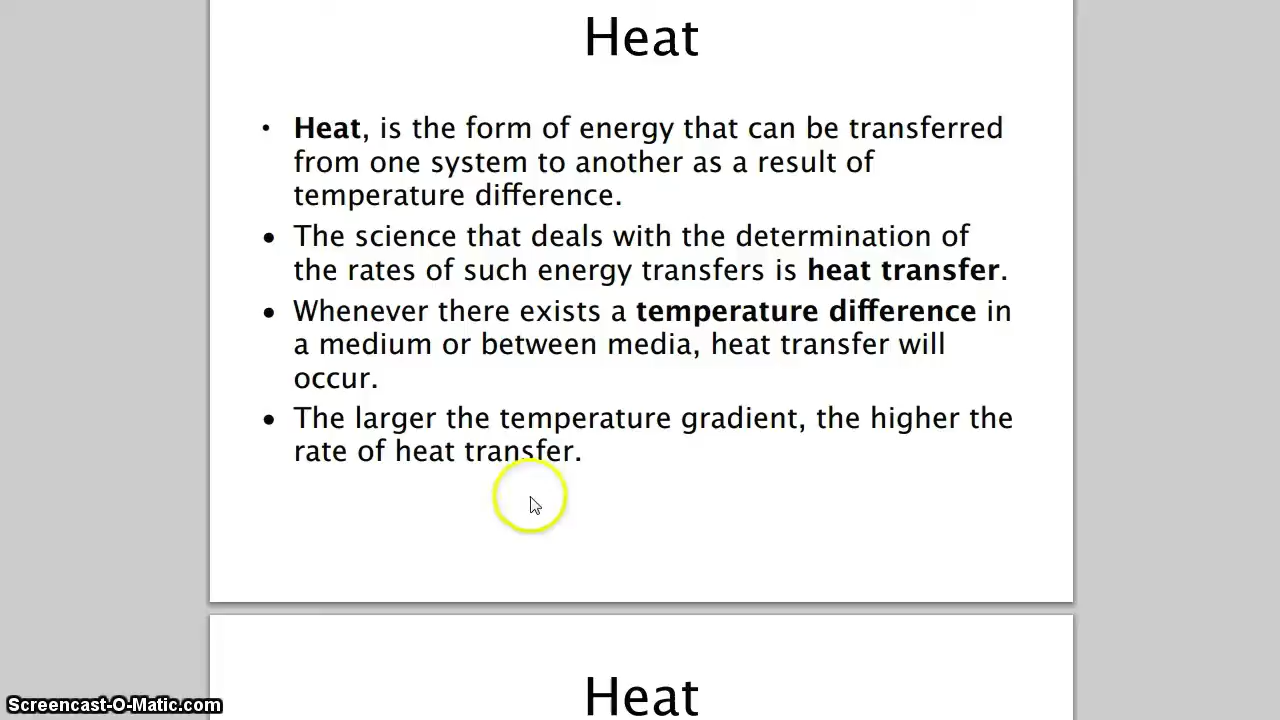 Heat
• Heat, is the form of energy that can be transferred
from one system to another as a result of
temperature difference.
• The science that deals with the determination of
the rates of such energy transfers is heat transfer.
• Whenever there exists a temperature difference in
a medium or between media, heat transfer will
occur.
• The larger the temperature gradient, the higher the
rate of heat transfer.
Heat
Screencast-O-Matic.com